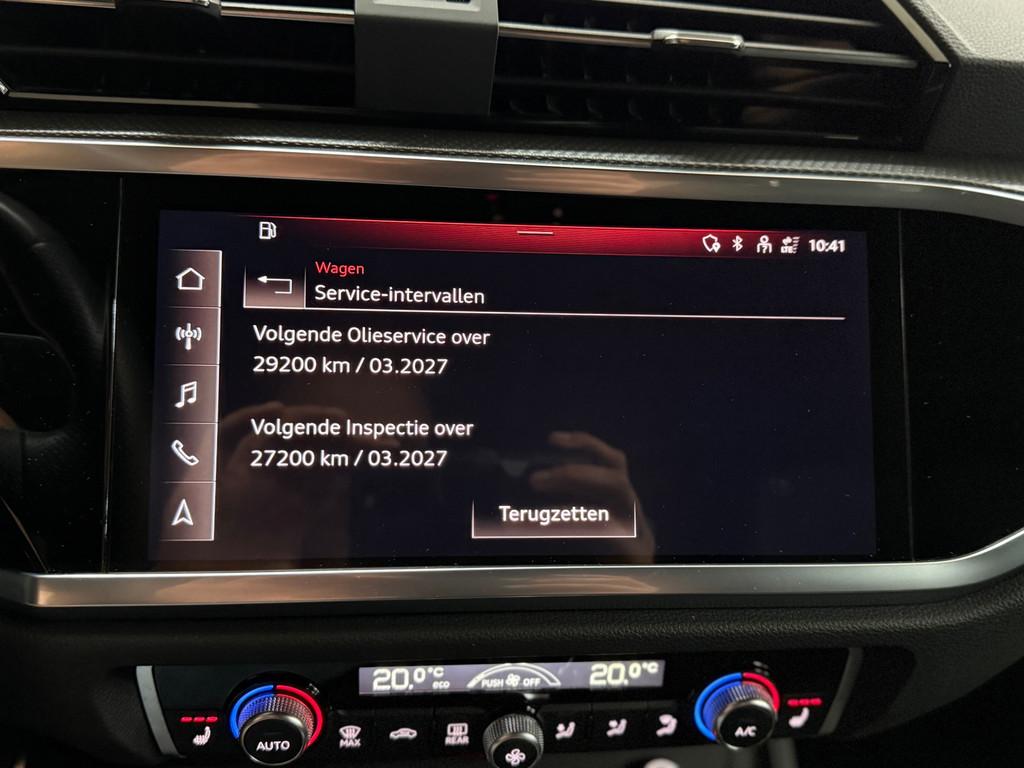 10:41
Wagen
Service-intervallen
Volgende Olieservice over
29200 km / 03.2027
Volgende Inspectie over
27200 km / 03.2027
Terugzetten
20,0°C eco PUSH OFF 20,0°C
AUTO MAX REAR A/C